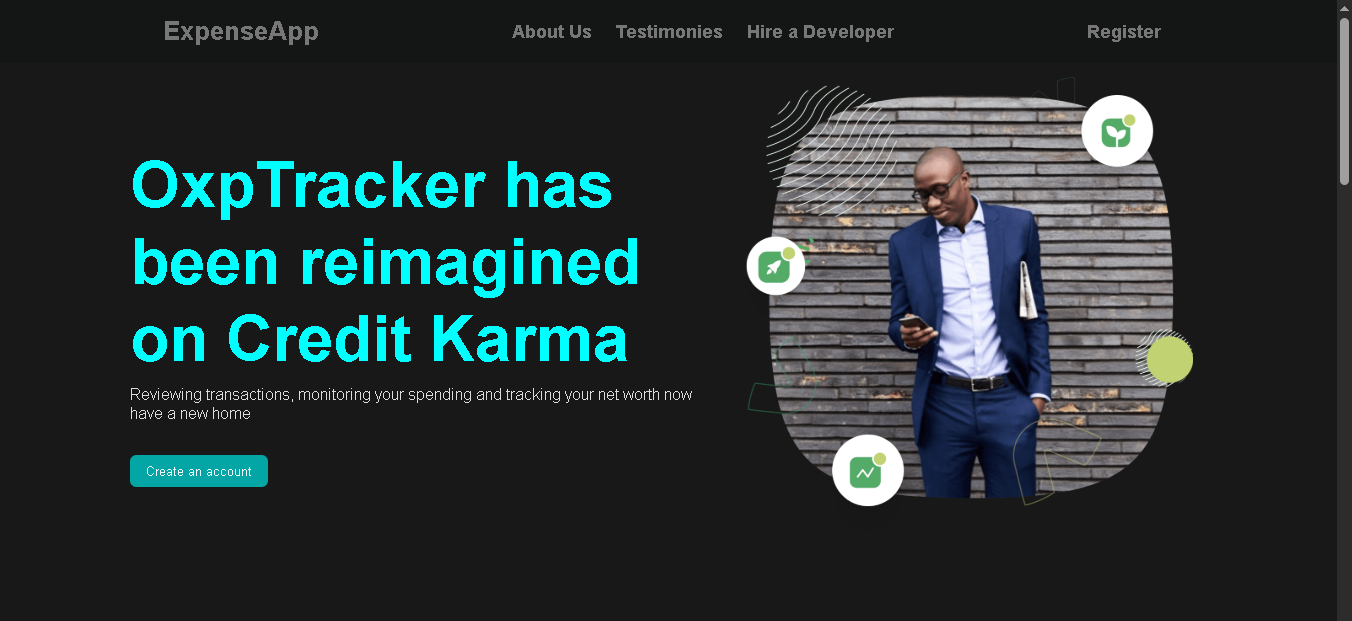 ExpenseApp
About Us Testimonies Hire a Developer
Register
OxpTracker has
been reimagined
on Credit Karma
Reviewing transactions, monitoring your spending and tracking your net worth now
have a new home
Create an account